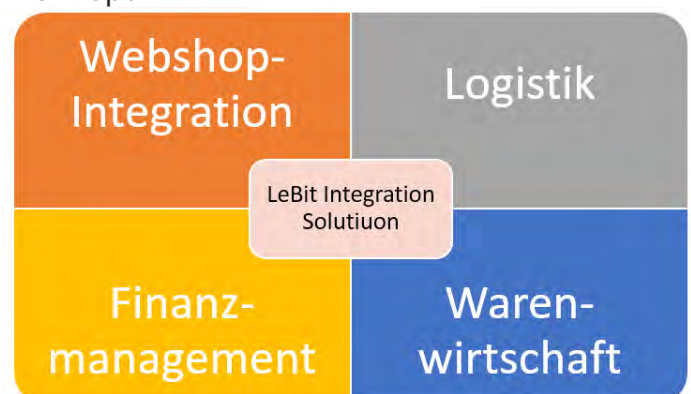 Webshop-
Integration
Logistik
LeBit Integration
Solutiuon
Finanz-
management
Waren-
wirtschaft